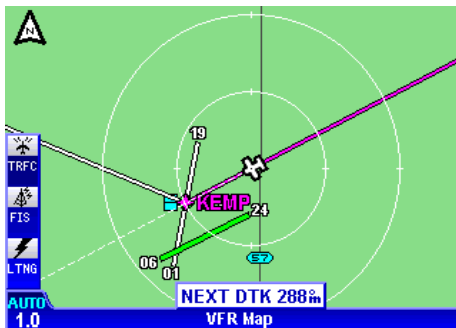 N
19
TRFC
KEMP
24
FIS
57
06
01
LTNG
NEXT DTK 288°m
AUTO
1.0
VFR Map